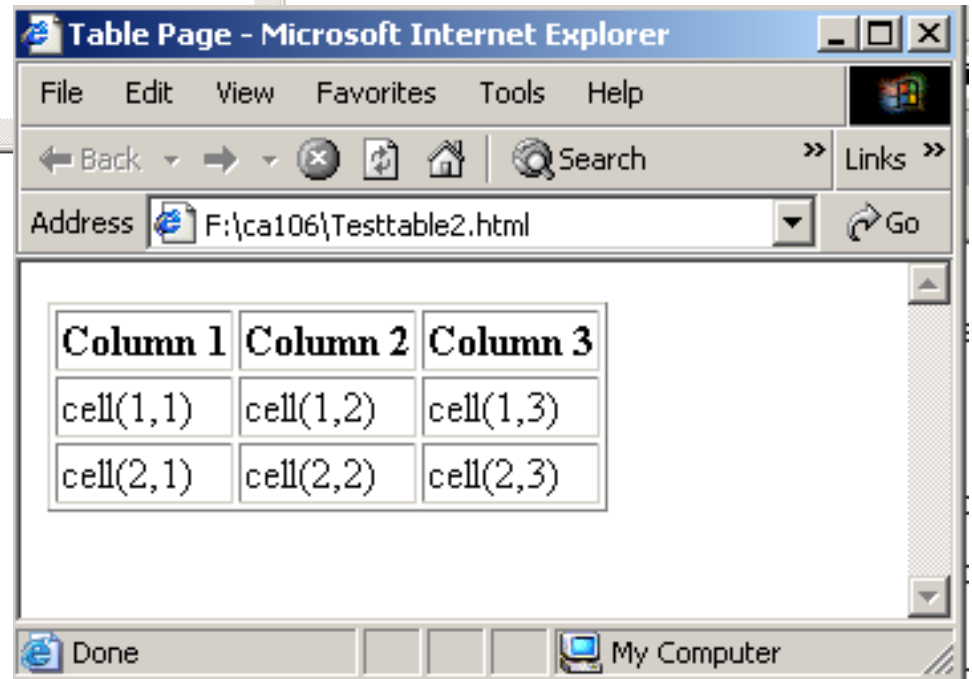 Table Page - Microsoft Internet Explorer
File Edit View Favorites Tools Help
Back Search » Links »
Address F:\ca106\Testtable2.html Go
Column 1 Column 2 Column 3
cell(1,1) cell(1,2) cell(1,3)
cell(2,1) cell(2,2) cell(2,3)
Done My Computer